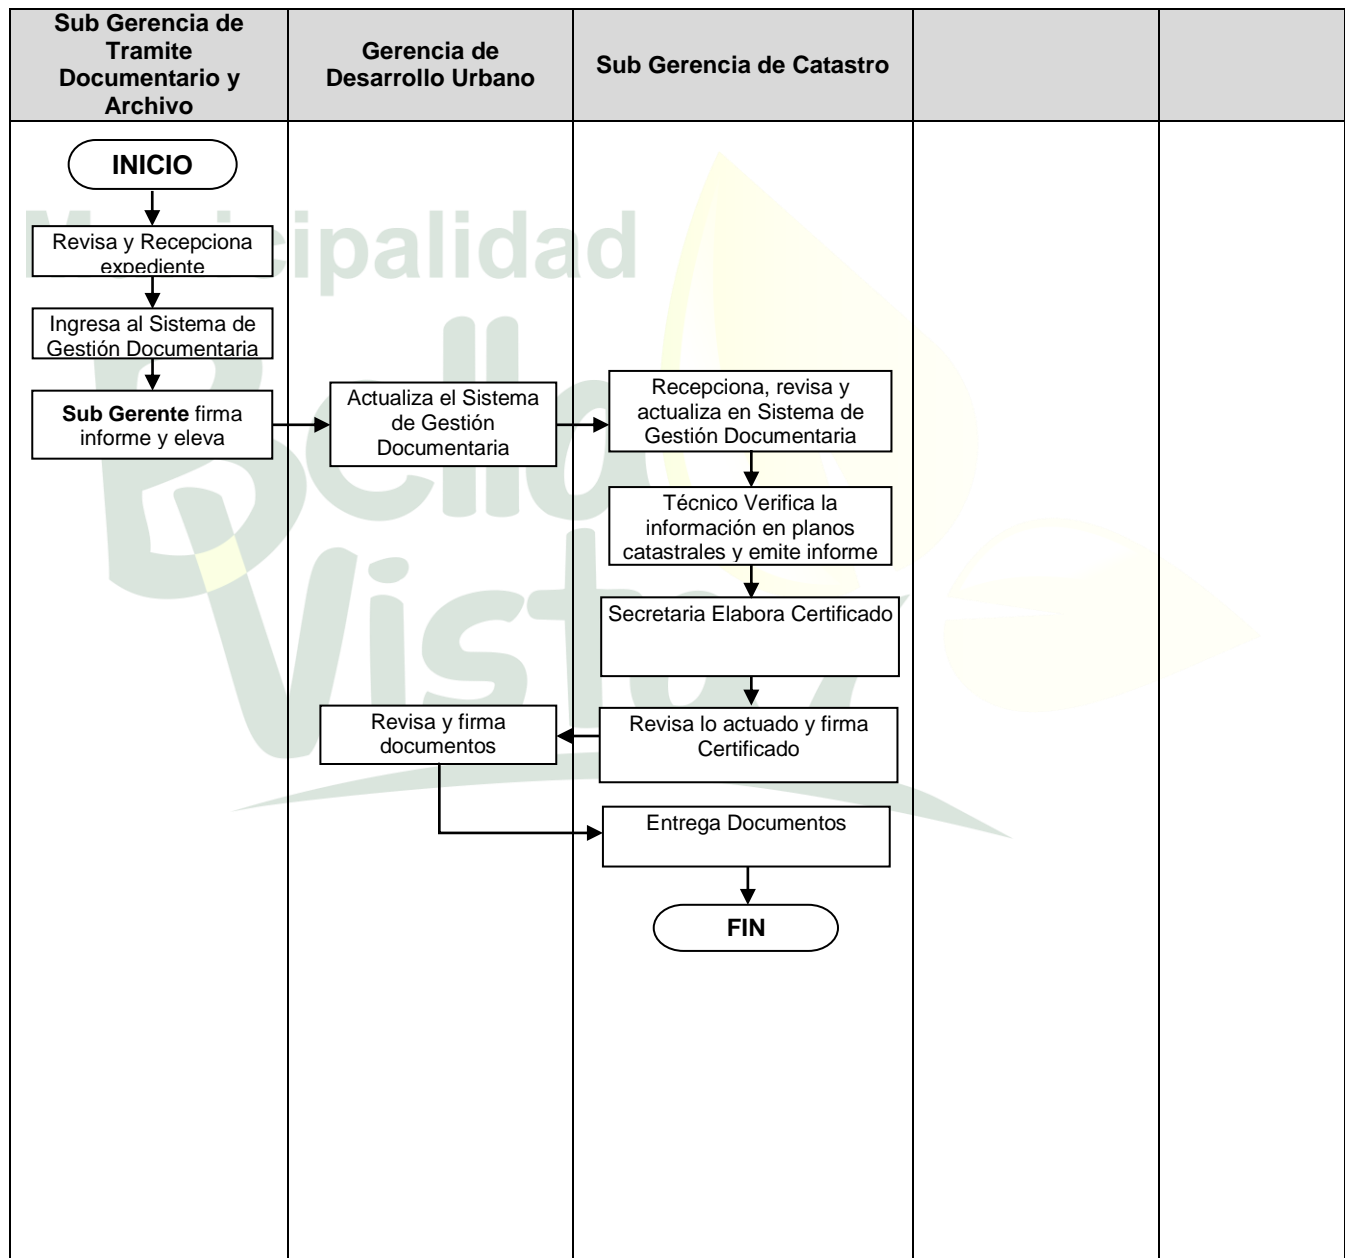 Sub Gerencia de
Tramite
Documentario y
Archivo
Gerencia de
Desarrollo Urbano
Sub Gerencia de Catastro
INICIO
Revisa y Recepciona
expediente
Ingresa al Sistema de
Gestión Documentaria
Sub Gerente firma
informe y eleva
Actualiza el Sistema
de Gestión
Documentaria
Recepciona, revisa y
actualiza en Sistema de
Gestión Documentaria
Técnico Verifica la
información en planos
catastrales y emite informe
Secretaria Elabora Certificado
Revisa lo actuado y firma
Certificado
Revisa y firma
documentos
Entrega Documentos
FIN
Municipalidad
Bella
Vista